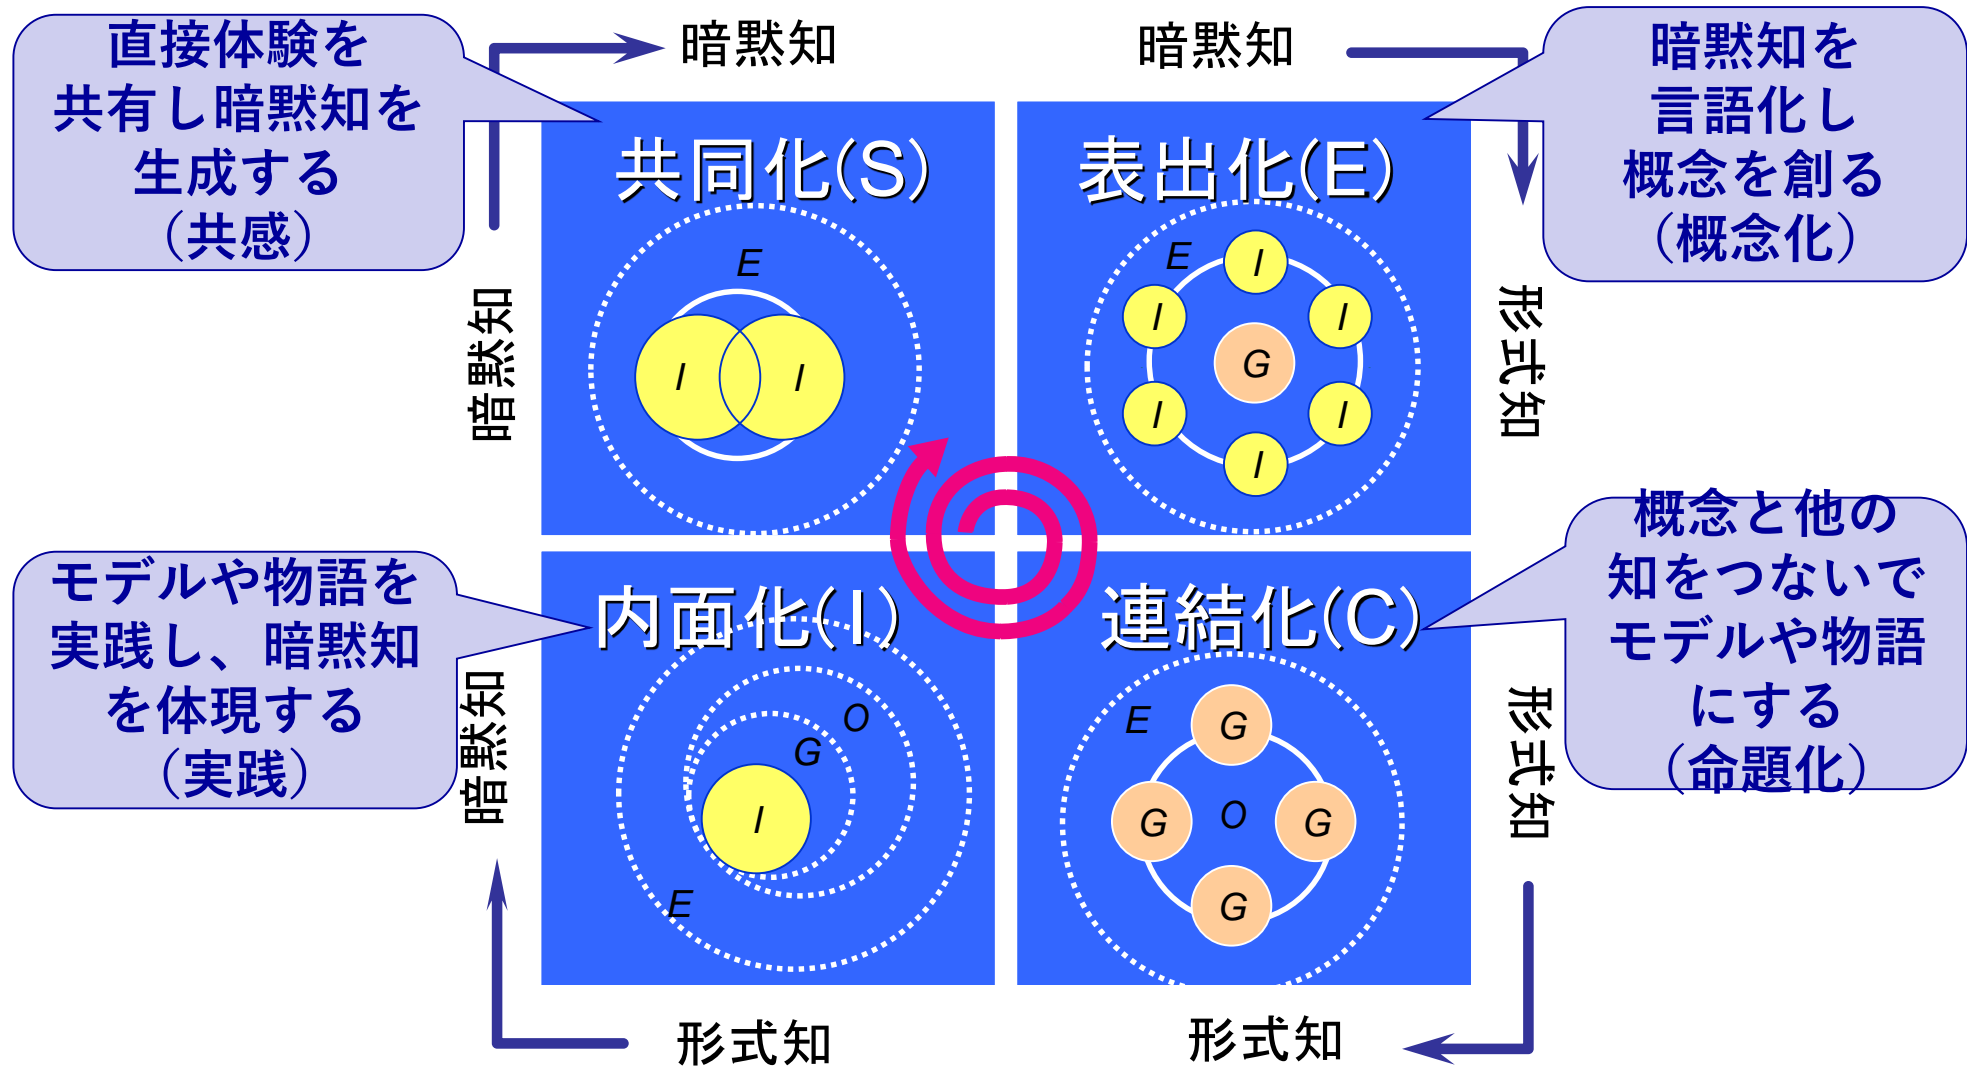 直接体験を
共有し暗黙知を
生成する
（共感）
暗黙知
暗黙知
暗黙知を
言語化し
概念を創る
（概念化）
共同化(S)
E
I
I
暗黙知
表出化(E)
E
I
I
I
G
I
I
I
形式知
モデルや物語を
実践し、暗黙知
を体現する
（実践）
内面化(I)
O
G
I
E
暗黙知
連結化(C)
E
G
G
O
G
G
概念と他の
知をつないで
モデルや物語
にする
（命題化）
形式知
形式知
形式知